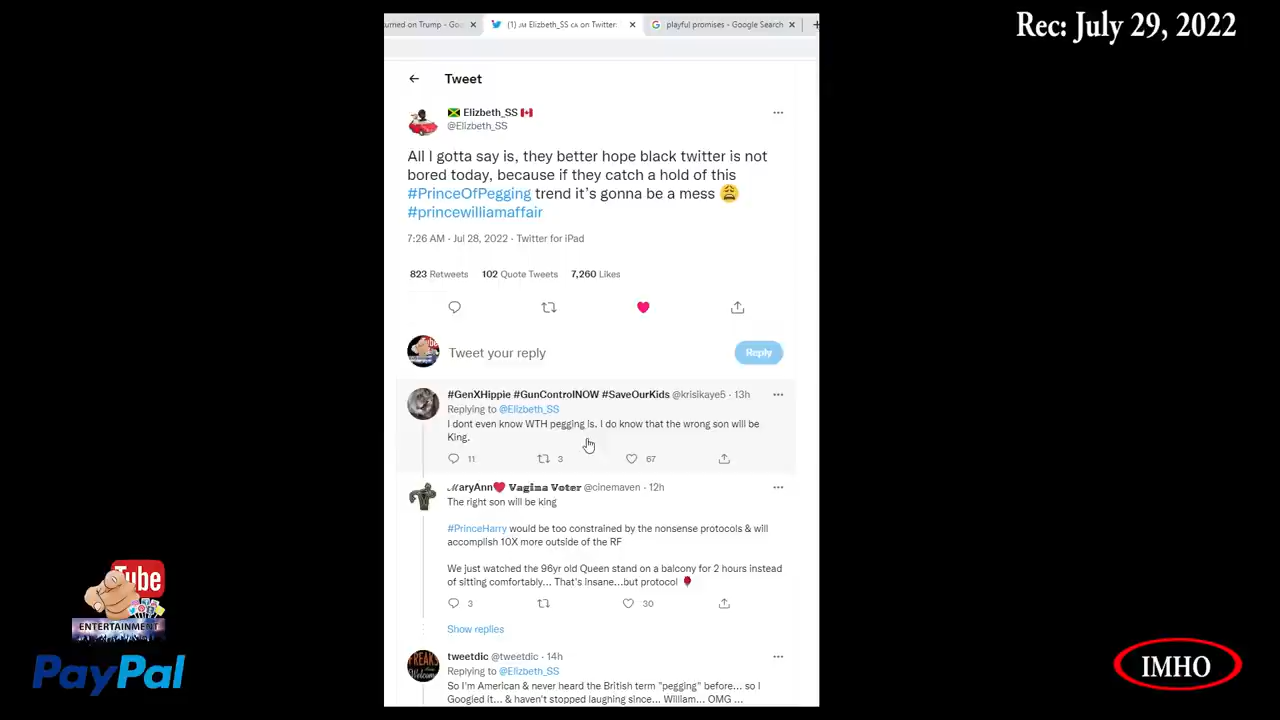 Rec: July 29, 2022
urned on Trump - Goo
(1) JM Elizbeth_SS CA on Twitter:
playful promises - Google Search
Tweet
Elizbeth_SS
@Elizbeth_SS
All I gotta say is, they better hope black twitter is not
bored today, because if they catch a hold of this
#PrinceOfPegging trend it's gonna be a mess 😩
#princewilliamaffair
7:26 AM · Jul 28, 2022 · Twitter for iPad
823 Retweets 102 Quote Tweets 7,260 Likes
Tweet your reply
Reply
#GenXHippie #GunControlNOW #SaveOurKids @krisikaye5 · 13h
Replying to @Elizbeth_SS
I dont even know WTH pegging is. I do know that the wrong son will be
King.
11 3 67
ℳaryAnn❤️ 𝕍𝕒𝕘𝕚𝕟𝕒 𝕍𝕠𝕥𝕖𝕣 @cinemaven · 12h
The right son will be king
#PrinceHarry would be too constrained by the nonsense protocols & will
accomplish 10X more outside of the RF
We just watched the 96yr old Queen stand on a balcony for 2 hours instead
of sitting comfortably... That's insane...but protocol 🌹
3 30
Show replies
tweetdic @tweetdic · 14h
Replying to @Elizbeth_SS
So I'm American & never heard the British term "pegging" before... so I
Googled it... & haven't stopped laughing since... William... OMG ...
FREAKS
Welcome
Tube
ENTERTAINMENT
PayPal
IMHO